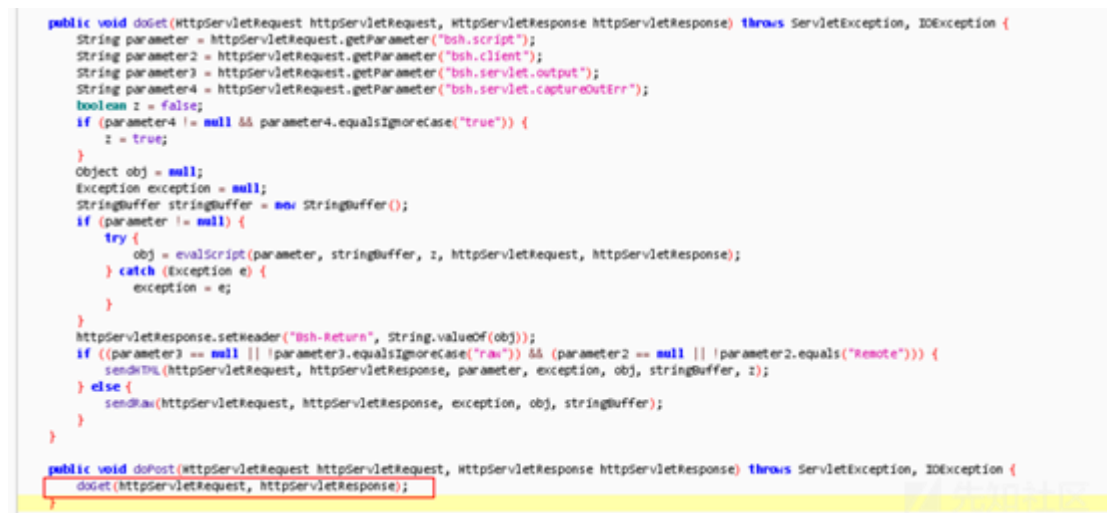 public void doGet(HttpServletRequest httpServletRequest, HttpServletResponse httpServletResponse) throws ServletException, IOException {
String parameter = httpServletRequest.getParameter("bsh.script");
String parameter2 = httpServletRequest.getParameter("bsh.client");
String parameter3 = httpServletRequest.getParameter("bsh.servlet.output");
String parameter4 = httpServletRequest.getParameter("bsh.servlet.captureOutErr");
boolean z = false;
if (parameter4 != null && parameter4.equalsIgnoreCase("true")) {
z = true;
}
Object obj = null;
Exception exception = null;
StringBuffer stringBuffer = new StringBuffer();
if (parameter != null) {
try {
obj = evalScript(parameter, stringBuffer, z, httpServletRequest, httpServletResponse);
} catch (Exception e) {
exception = e;
}
}
httpServletResponse.setHeader("Bsh-Return", String.valueOf(obj));
if ((parameter3 == null || !parameter3.equalsIgnoreCase("raw")) && (parameter2 == null || !parameter2.equals("Remote"))) {
sendHTML(httpServletRequest, httpServletResponse, parameter, exception, obj, stringBuffer, z);
} else {
sendRaw(httpServletRequest, httpServletResponse, exception, obj, stringBuffer);
}
}
public void doPost(HttpServletRequest httpServletRequest, HttpServletResponse httpServletResponse) throws ServletException, IOException {
doGet(httpServletRequest, httpServletResponse);
}
先知社区